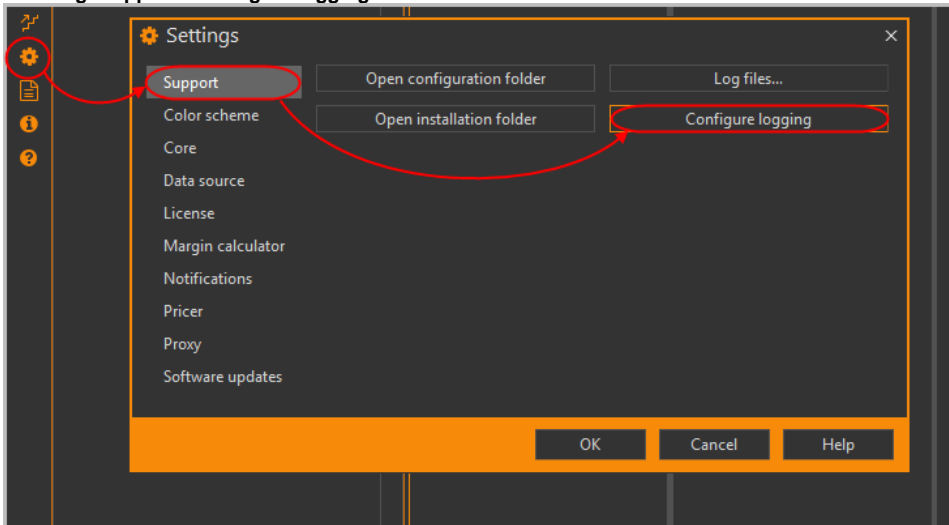 Settings
Support
Open configuration folder
Log files...
Color scheme
Open installation folder
Configure logging
Core
Data source
License
Margin calculator
Notifications
Pricer
Proxy
Software updates
OK
Cancel
Help